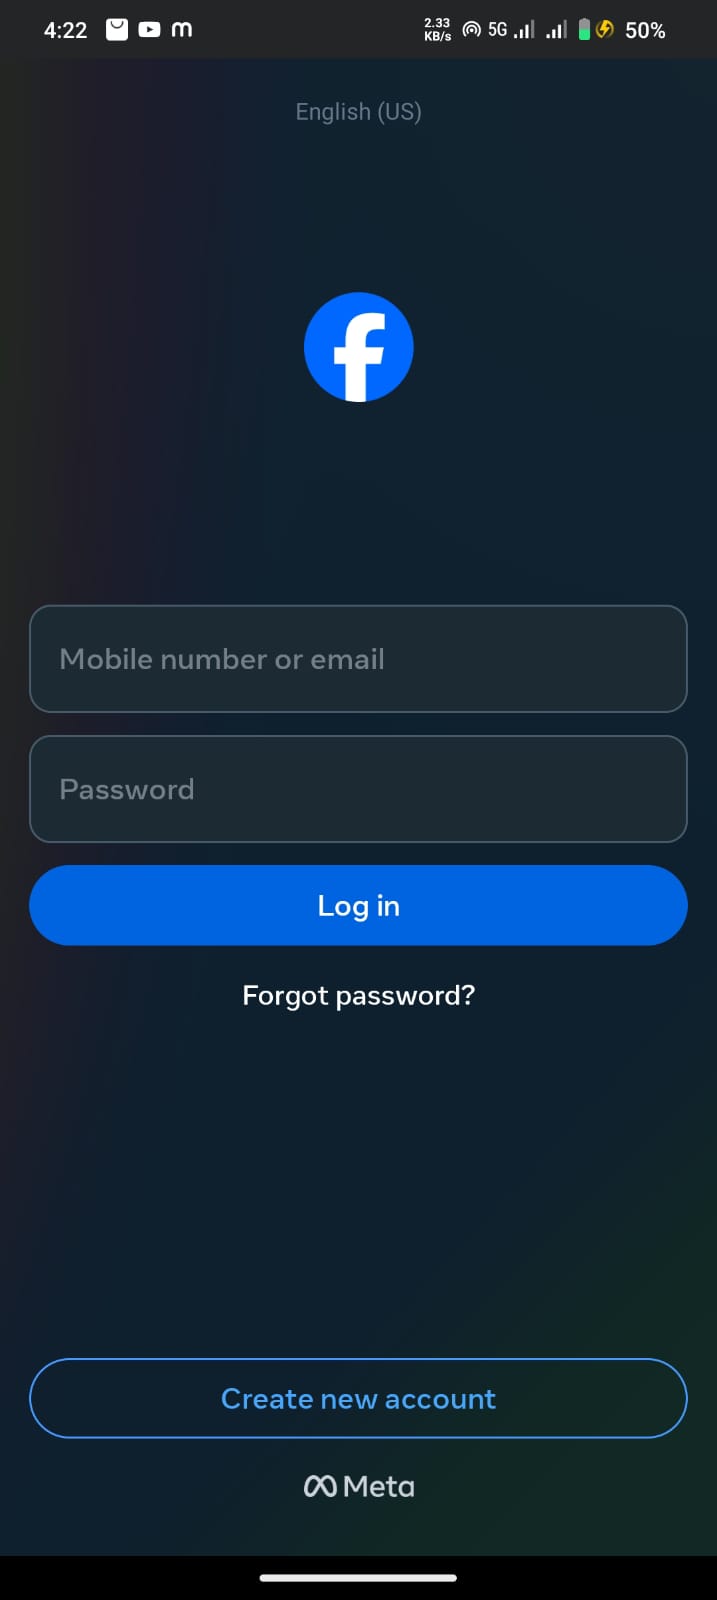 4:22 2.33 KB/s 5G 50%
English (US)
Mobile number or email
Password
Log in
Forgot password?
Create new account
Meta